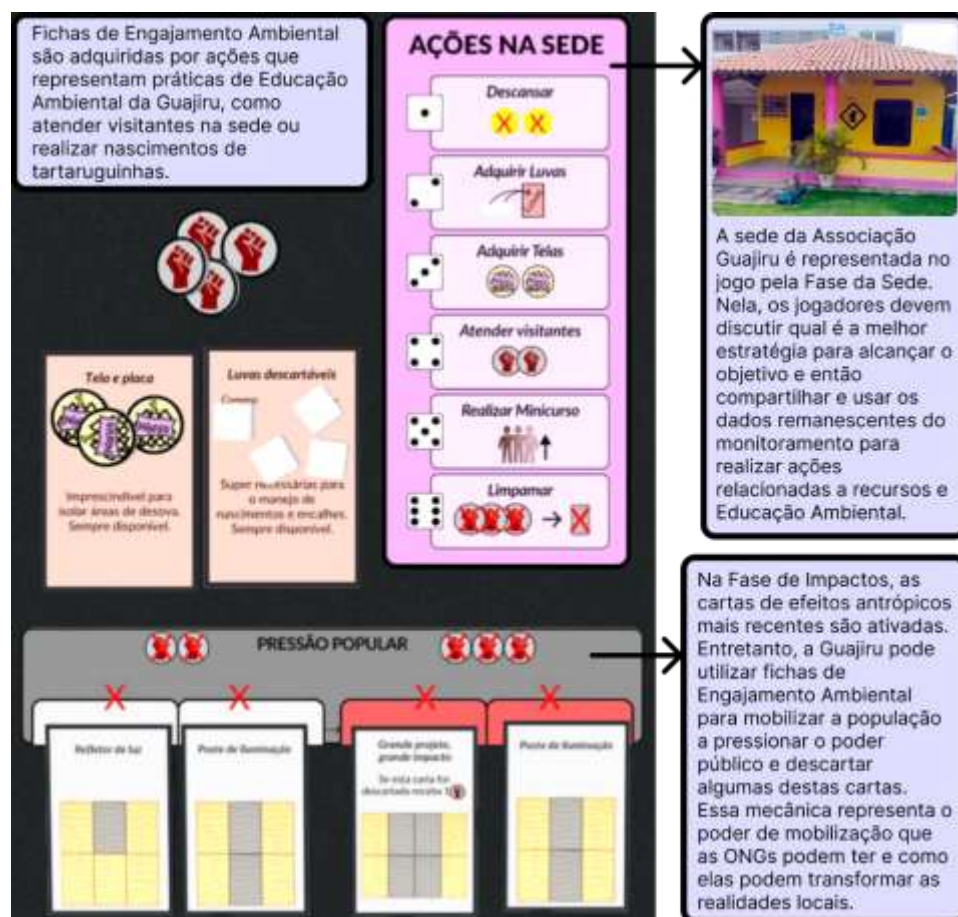 Fichas de Engajamento Ambiental
são adquiridas por ações que
representam práticas de Educação
Ambiental da Guajiru, como
atender visitantes na sede ou
realizar nascimentos de
tartaruguinhas.
AÇÕES NA SEDE
Descansar
Adquirir Luvas
Adquirir Telas
Atender visitantes
Realizar Minicurso
Limpamar
A sede da Associação
Guajiru é representada no
jogo pela Fase da Sede.
Nela, os jogadores devem
discutir qual é a melhor
estratégia para alcançar o
objetivo e então
compartilhar e usar os
dados remanescentes do
monitoramento para
realizar ações
relacionadas a recursos e
Educação Ambiental.
Tela e placa
Imprescindível para
isolar áreas de desova.
Sempre disponível.
Luvas descartáveis
Super necessárias para
o manejo de
nascimentos e encalhes.
Sempre disponível.
PRESSÃO POPULAR
Refletor de luz
Poste de iluminação
Grande projeto,
grande impacto
Se esta carta for
descartada receba 1
Poste de iluminação
Na Fase de Impactos, as
cartas de efeitos antrópicos
mais recentes são ativadas.
Entretanto, a Guajiru pode
utilizar fichas de
Engajamento Ambiental
para mobilizar a população
a pressionar o poder
público e descartar
algumas destas cartas.
Essa mecânica representa o
poder de mobilização que
as ONGs podem ter e como
elas podem transformar as
realidades locais.